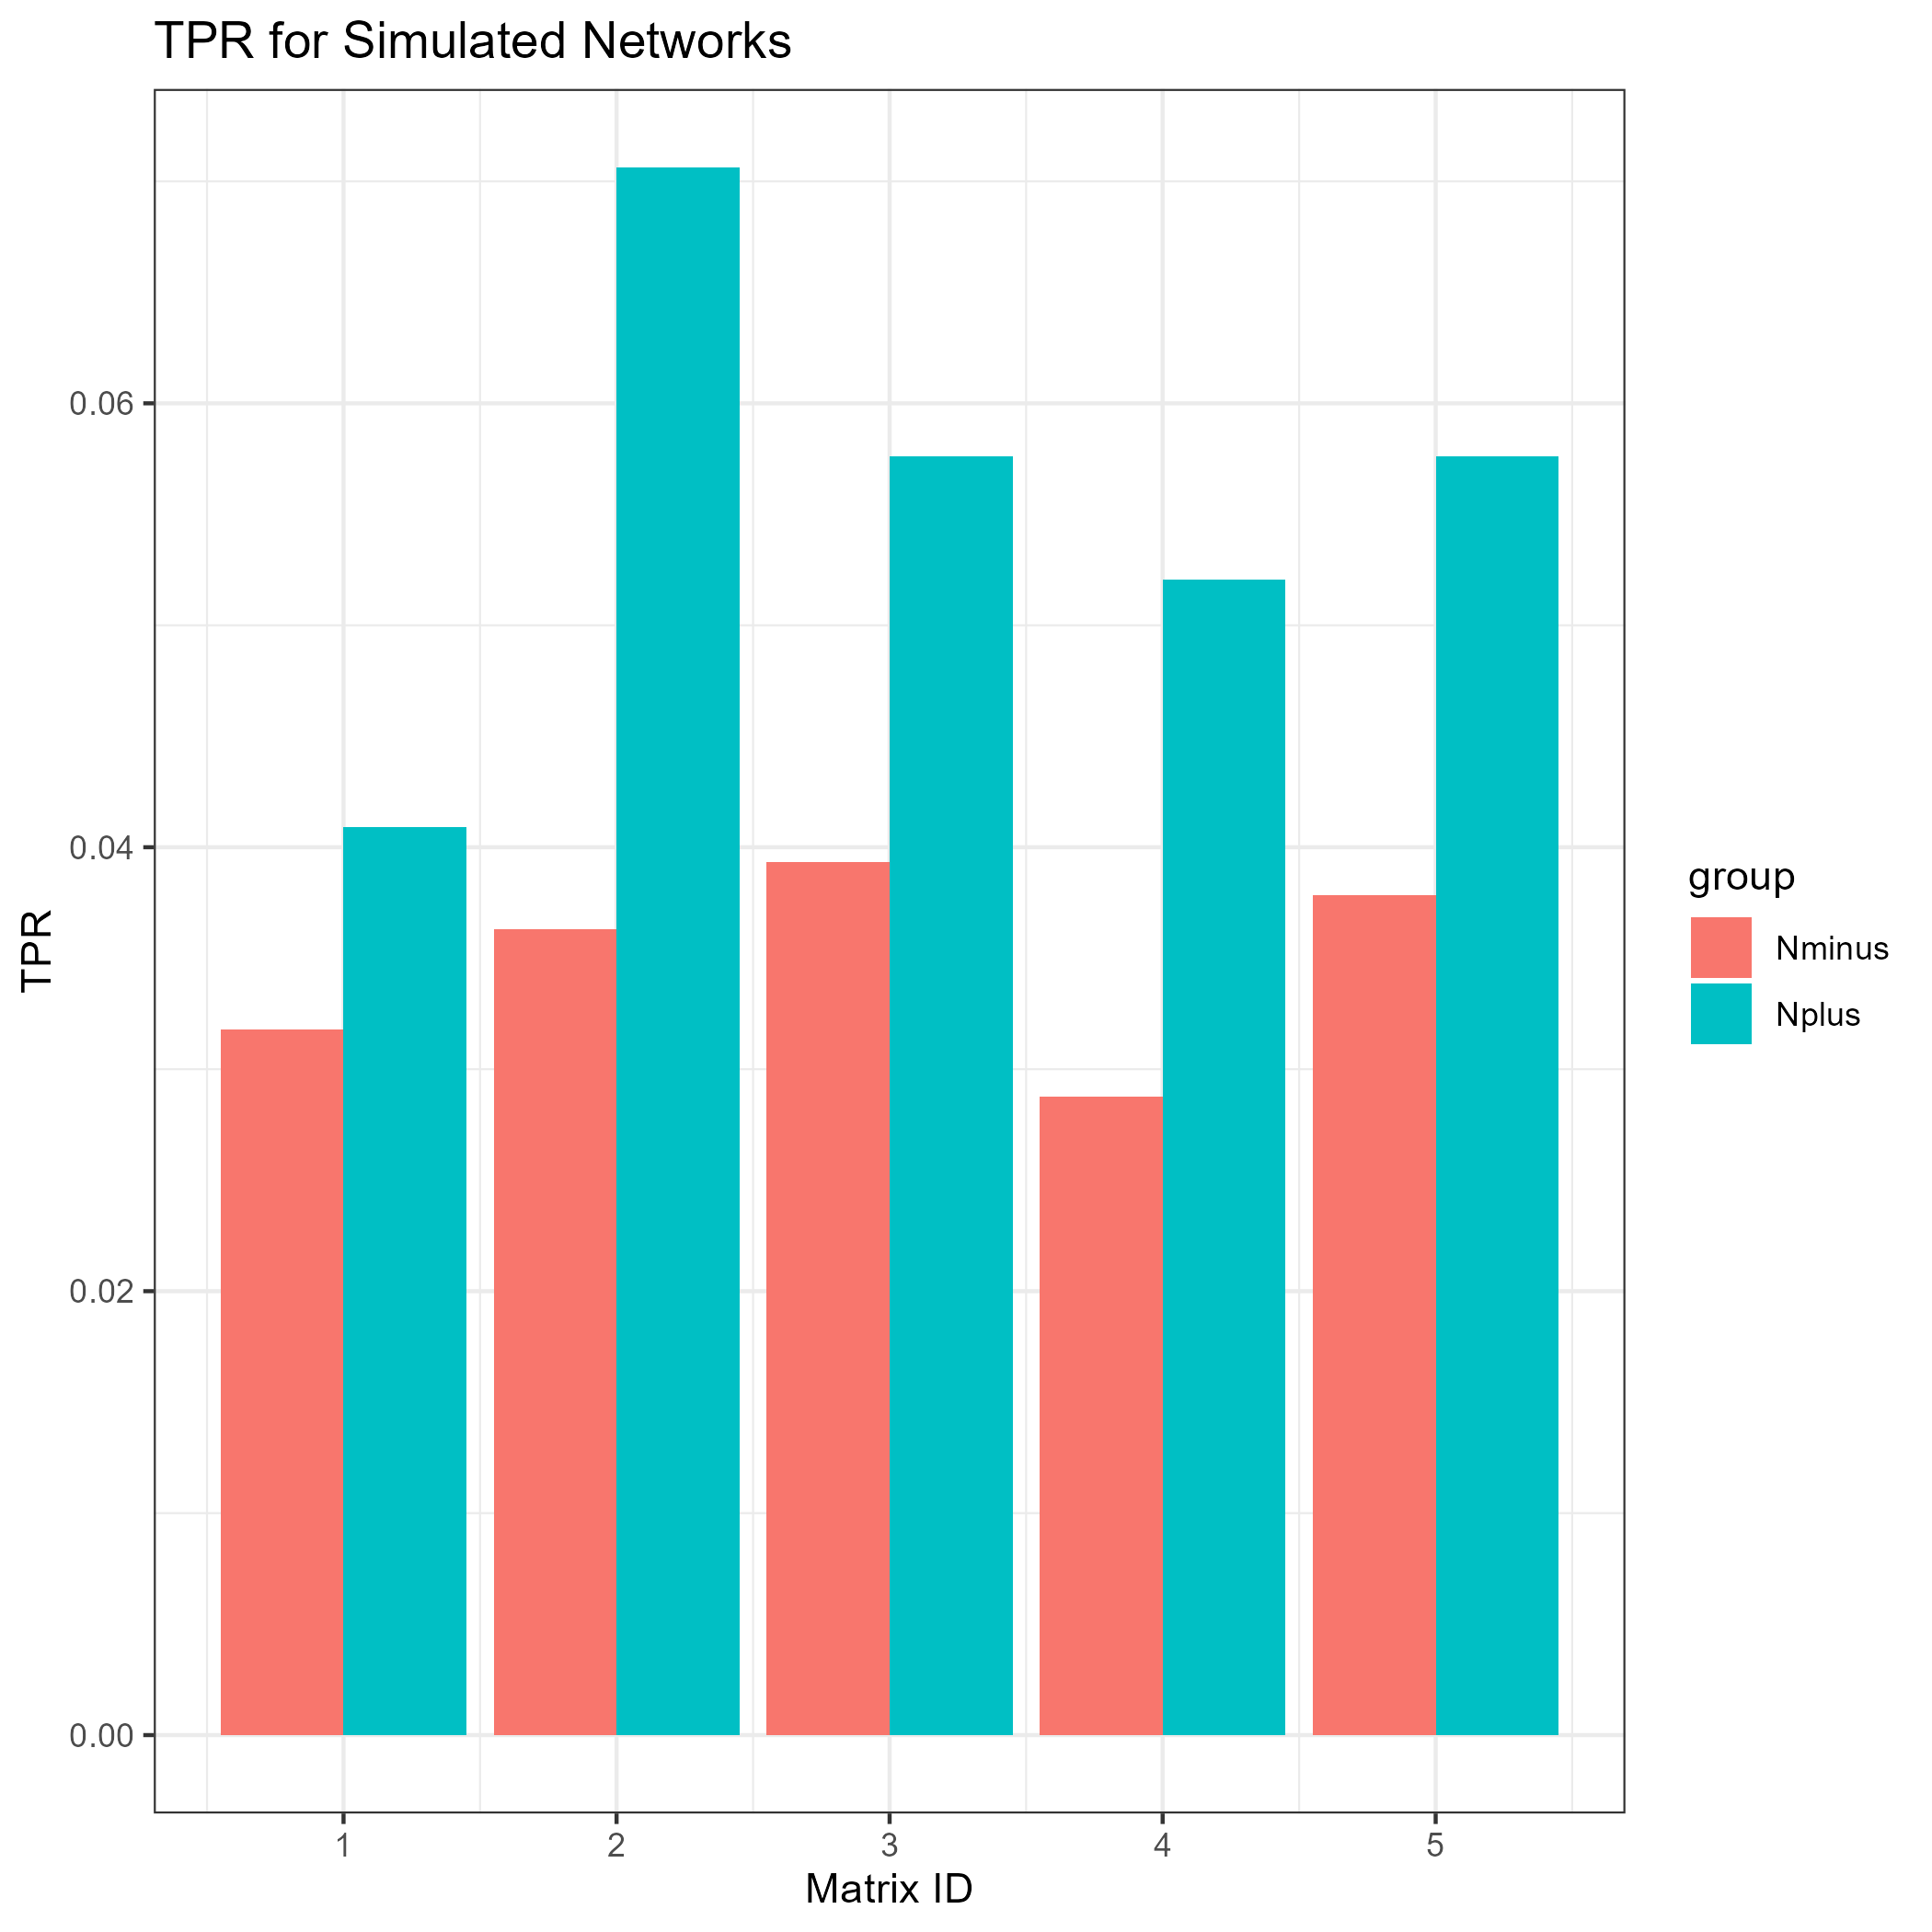 TPR for Simulated Networks
0.06
0.04
0.02
0.00
TPR
1 2 3 4 5
Matrix ID
group
Nminus
Nplus